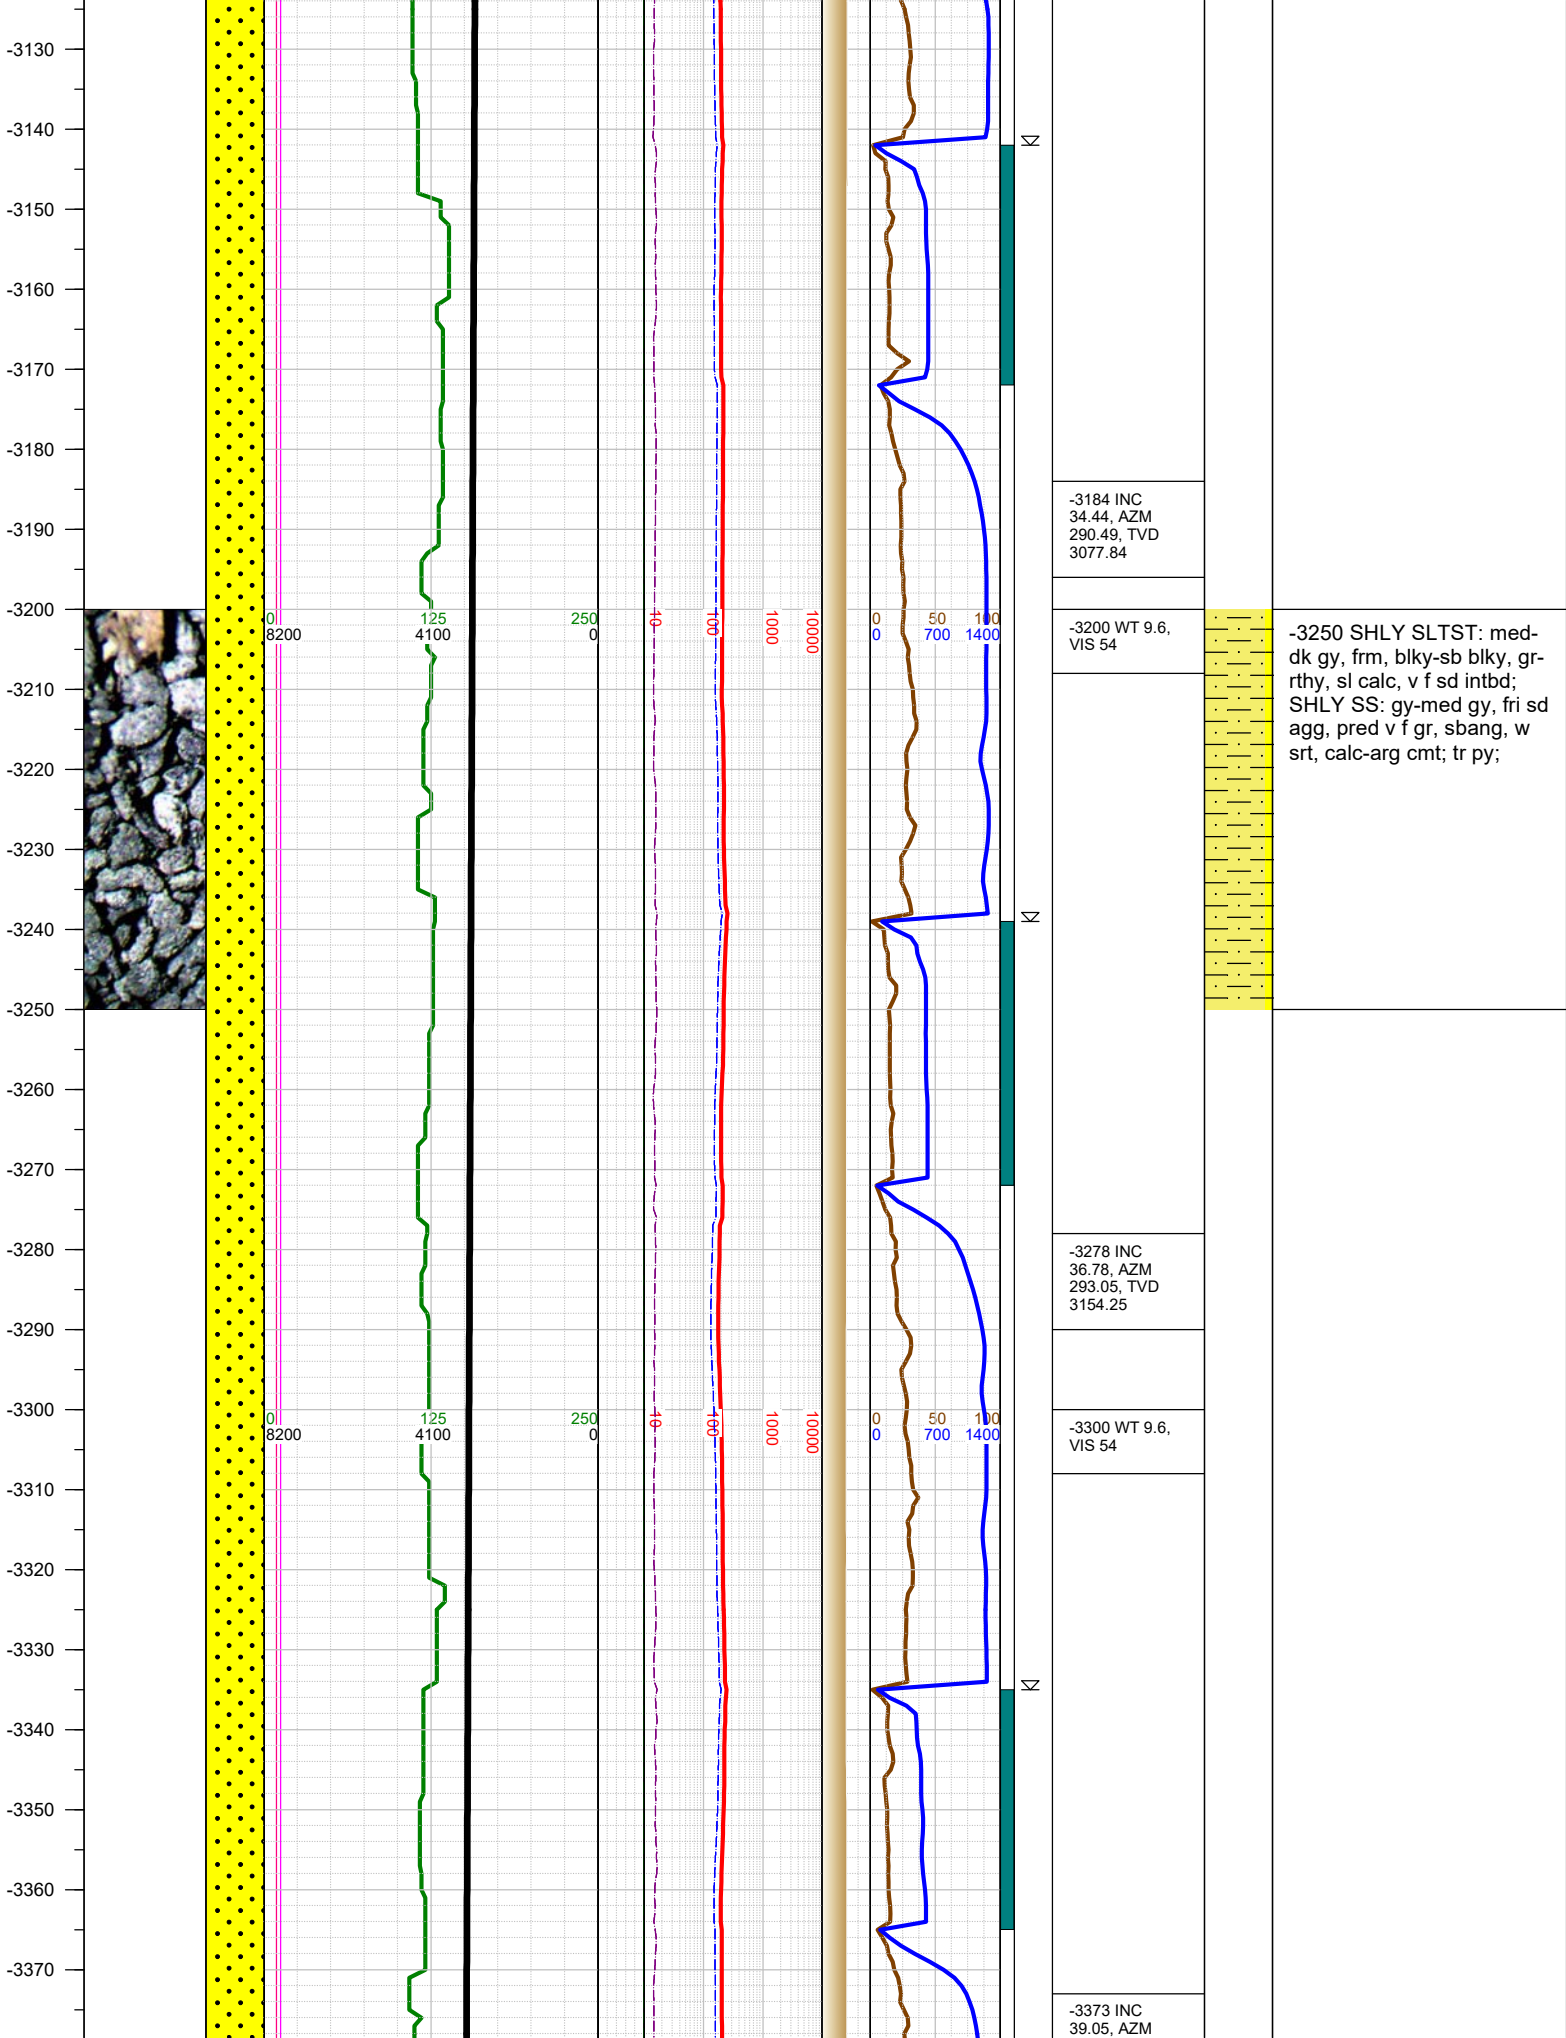 -3130
-3140
-3150
-3160
-3170
-3180
-3184 INC
34.44, AZM
290.49, TVD
3077.84
-3190
-3200
0 125 250 10 100 1000 10000 0 50 100
8200 4100 0 0 700 1400
-3200 WT 9.6,
VIS 54
-3250 SHLY SLTST: med-
dk gy, frm, blky-sb blky, gr-
rthy, sl calc, v f sd intbd;
SHLY SS: gy-med gy, fri sd
agg, pred v f gr, sbang, w
srt, calc-arg cmt; tr py;
-3210
-3220
-3230
-3240
-3250
-3260
-3270
-3278 INC
36.78, AZM
293.05, TVD
3154.25
-3280
-3290
-3300
0 125 250 10 100 1000 10000 0 50 100
8200 4100 0 0 700 1400
-3300 WT 9.6,
VIS 54
-3310
-3320
-3330
-3340
-3350
-3360
-3370
-3373 INC
39.05, AZM